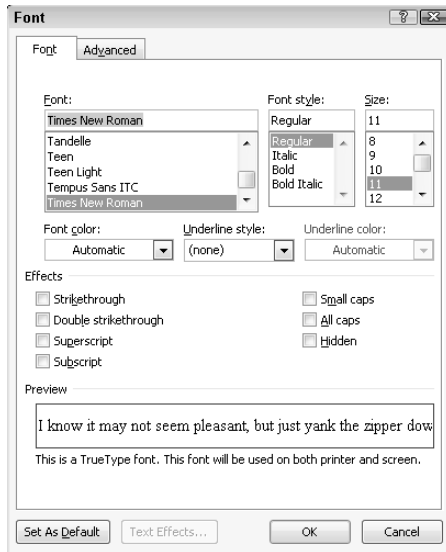 Font
Font Advanced
Font: Font style: Size:
Times New Roman Regular 11
Tandelle Regular 8
Teen Italic 9
Teen Light Bold 10
Tempus Sans ITC Bold Italic 11
Times New Roman 12
Font color: Underline style: Underline color:
Automatic (none) Automatic
Effects
Strikethrough Small caps
Double strikethrough All caps
Superscript Hidden
Subscript
Preview
I know it may not seem pleasant, but just yank the zipper dow
This is a TrueType font. This font will be used on both printer and screen.
Set As Default Text Effects... OK Cancel